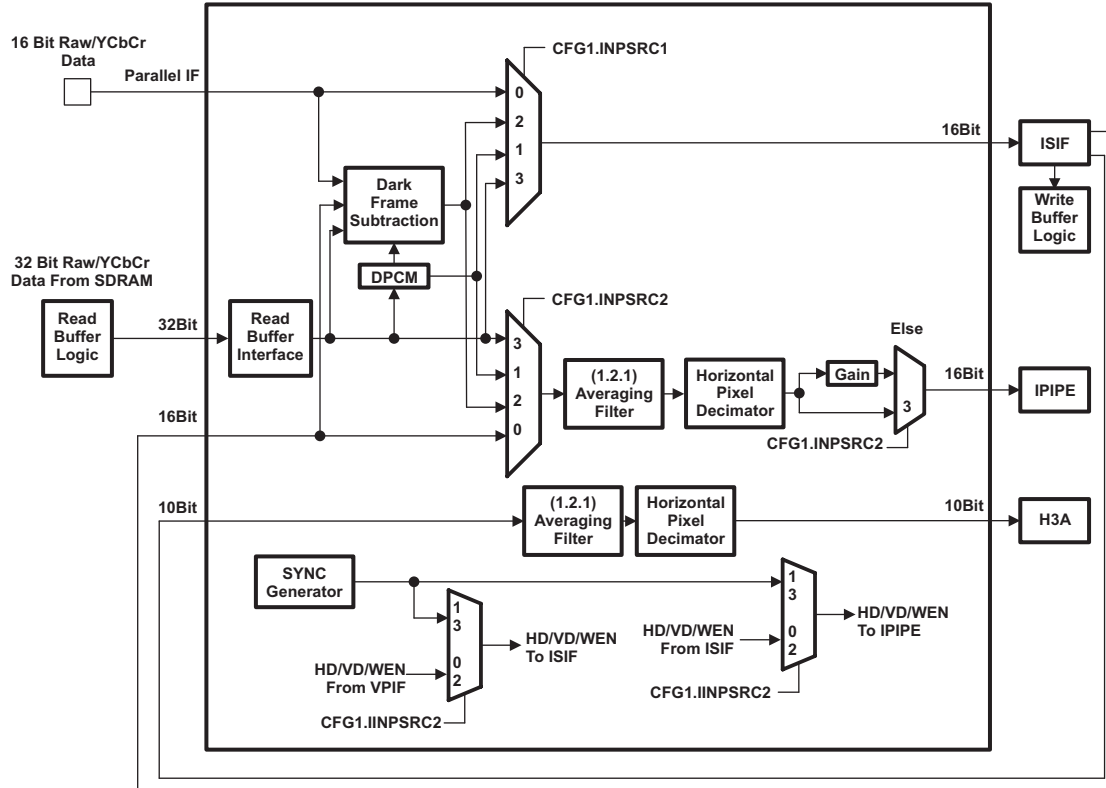 16 Bit Raw/YCbCr
Data
Parallel IF
CFG1.INPSRC1
0
2
1
3
16Bit
ISIF
Write
Buffer
Logic
Dark
Frame
Subtraction
DPCM
32 Bit Raw/YCbCr
Data From SDRAM
Read
Buffer
Logic
32Bit
Read
Buffer
Interface
CFG1.INPSRC2
3
1
2
0
(1.2.1)
Averaging
Filter
Horizontal
Pixel
Decimator
Gain
Else
3
CFG1.INPSRC2
16Bit
IPIPE
16Bit
10Bit
(1.2.1)
Averaging
Filter
Horizontal
Pixel
Decimator
10Bit
H3A
SYNC
Generator
1
3
0
2
HD/VD/WEN
From VPIF
CFG1.IINPSRC2
HD/VD/WEN
To ISIF
1
3
0
2
HD/VD/WEN
From ISIF
CFG1.IINPSRC2
HD/VD/WEN
To IPIPE